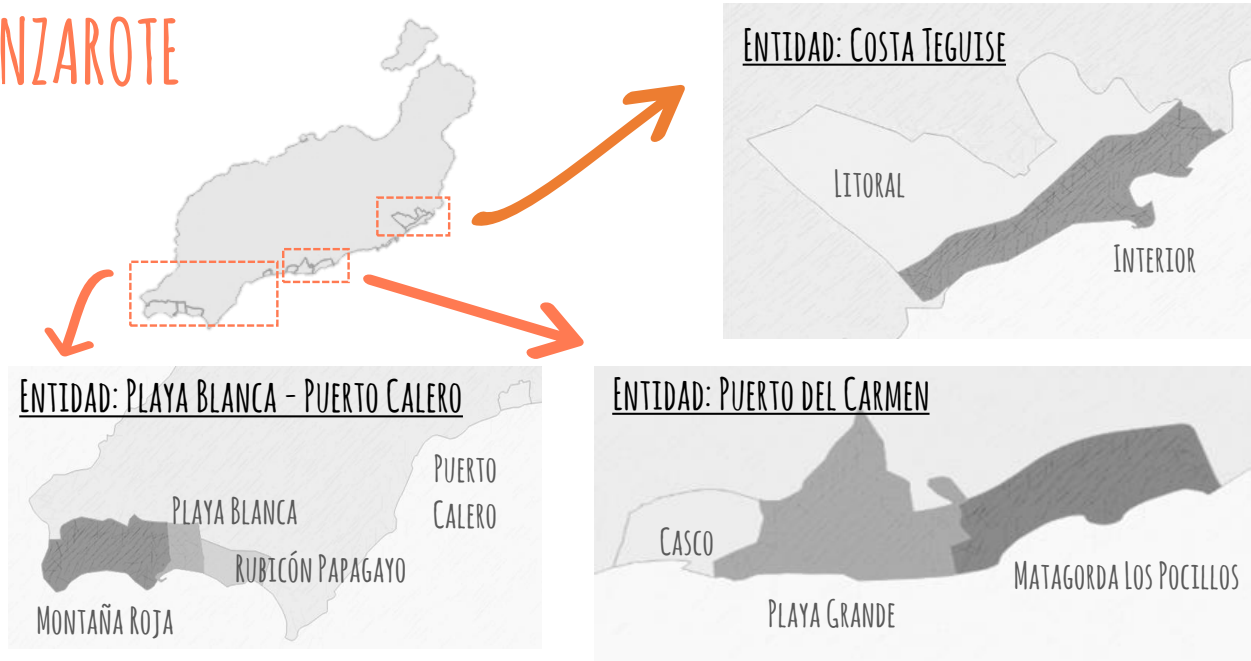 NZAROTE
Entidad: Costa Teguise
Litoral
Interior
Entidad: Playa Blanca - Puerto Calero
Puerto
Calero
Playa Blanca
Rubicón Papagayo
Montaña Roja
Entidad: Puerto del Carmen
Casco
Matagorda Los Pocillos
Playa Grande